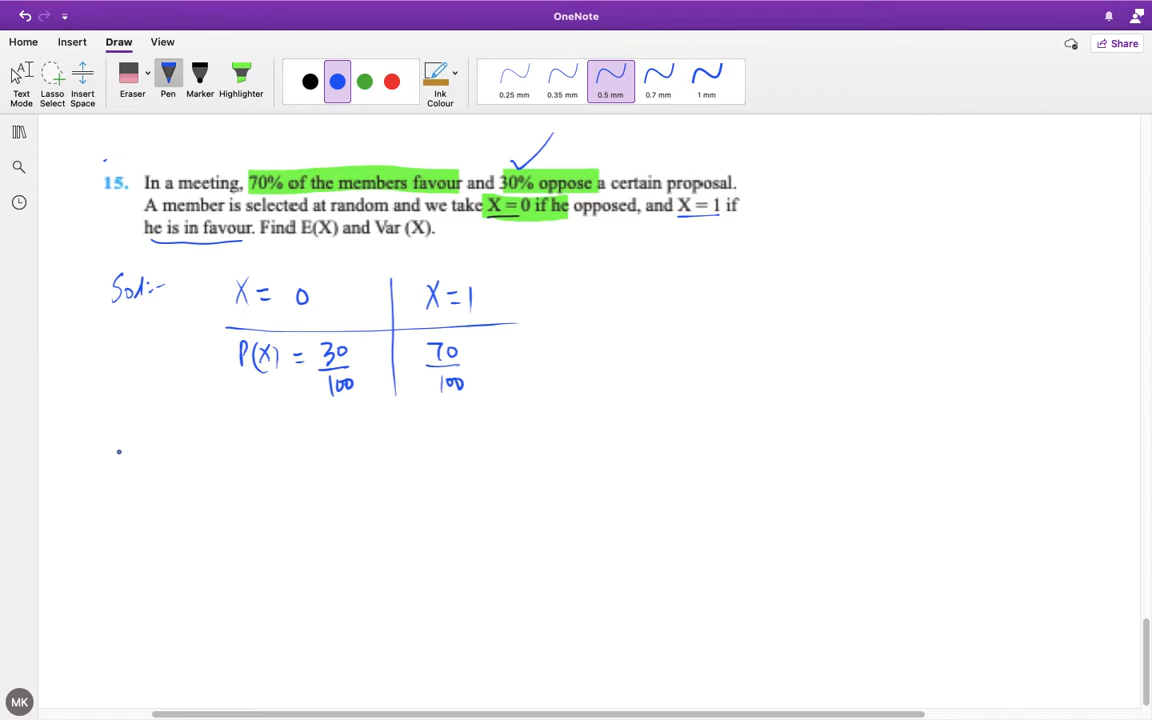 OneNote
Home Insert Draw View
Share
Text Mode
Lasso Select
Insert Space
Eraser
Pen
Marker
Highlighter
Ink Colour
0.25 mm
0.35 mm
0.5 mm
0.7 mm
1 mm
15. In a meeting, 70% of the members favour and 30% oppose a certain proposal.
A member is selected at random and we take X = 0 if he opposed, and X = 1 if
he is in favour. Find E(X) and Var (X).
Sol:- X = 0 X = 1
P(X) = 30/100 70/100
MK